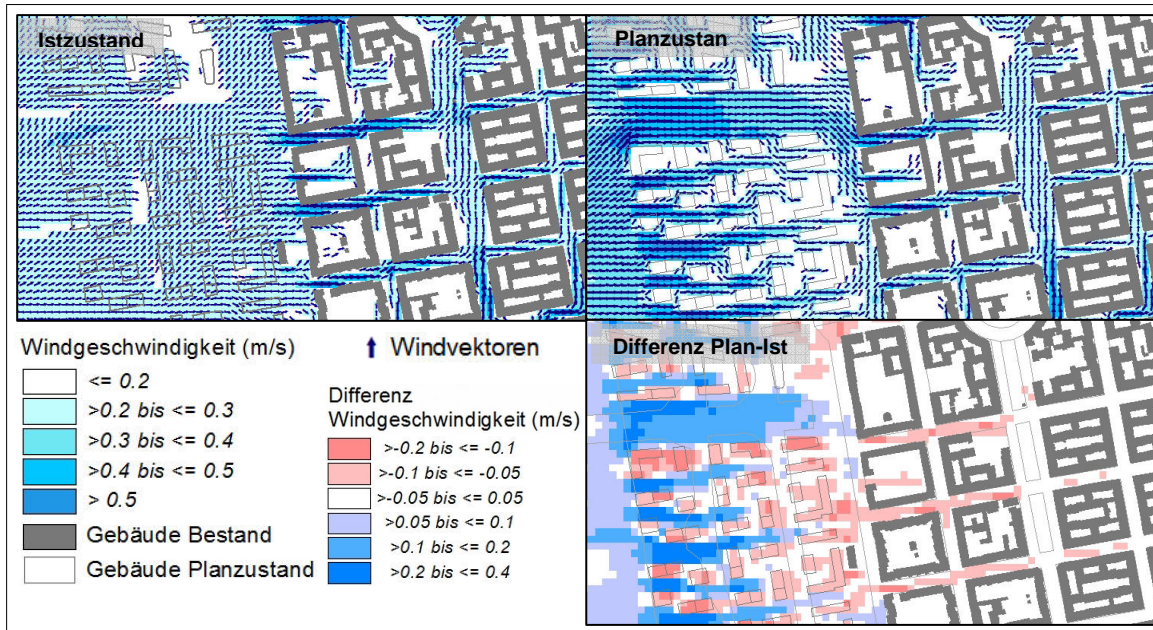 Istzustand
Planzustan
Windgeschwindigkeit (m/s)
<= 0.2
>0.2 bis <= 0.3
>0.3 bis <= 0.4
>0.4 bis <= 0.5
> 0.5
Gebäude Bestand
Gebäude Planzustand
Windvektoren
Differenz
Windgeschwindigkeit (m/s)
>-0.2 bis <= -0.1
>-0.1 bis <= -0.05
>-0.05 bis <= 0.05
>0.05 bis <= 0.1
>0.1 bis <= 0.2
>0.2 bis <= 0.4
Differenz Plan-Ist